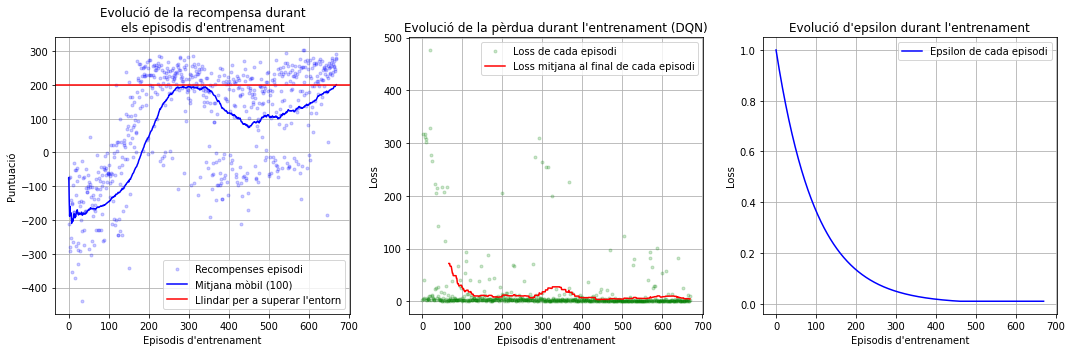 Evolució de la recompensa durant
els episodis d'entrenament
Puntuació
300
200
100
0
−100
−200
−300
−400
Recompenses episodi
Mitjana mòbil (100)
Llindar per a superar l'entorn
0 100 200 300 400 500 600 700
Episodis d'entrenament
Evolució de la pèrdua durant l'entrenament (DQN)
Loss
500
400
300
200
100
0
Loss de cada episodi
Loss mitjana al final de cada episodi
0 100 200 300 400 500 600 700
Episodis d'entrenament
Evolució d'epsilon durant l'entrenament
Loss
1.0
0.8
0.6
0.4
0.2
0.0
Epsilon de cada episodi
0 100 200 300 400 500 600 700
Episodis d'entrenament